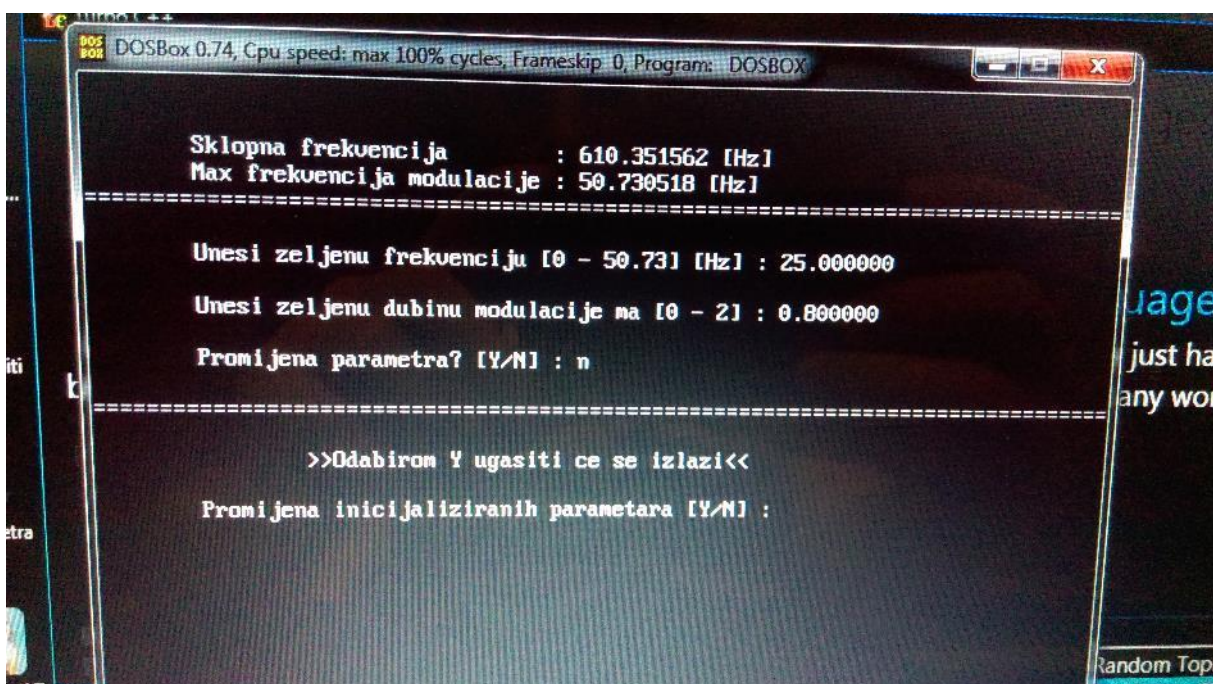 Turbo C++
DOSBox 0.74, Cpu speed: max 100% cycles, Frameskip 0, Program: DOSBOX
Sklopna frekvencija : 610.351562 [Hz]
Max frekvencija modulacije : 50.730518 [Hz]
================================================================================
Unesi zeljenu frekvenciju [0 - 50.73] [Hz] : 25.000000
Unesi zeljenu dubinu modulacije ma [0 - 2] : 0.800000
Promijena parametra? [Y/N] : n
================================================================================
>>Odabirom Y ugasiti ce se izlazi<<
Promijena inicijaliziranih parametara [Y/N] :
uage
just ha
any wor
iti
etra
Random Top